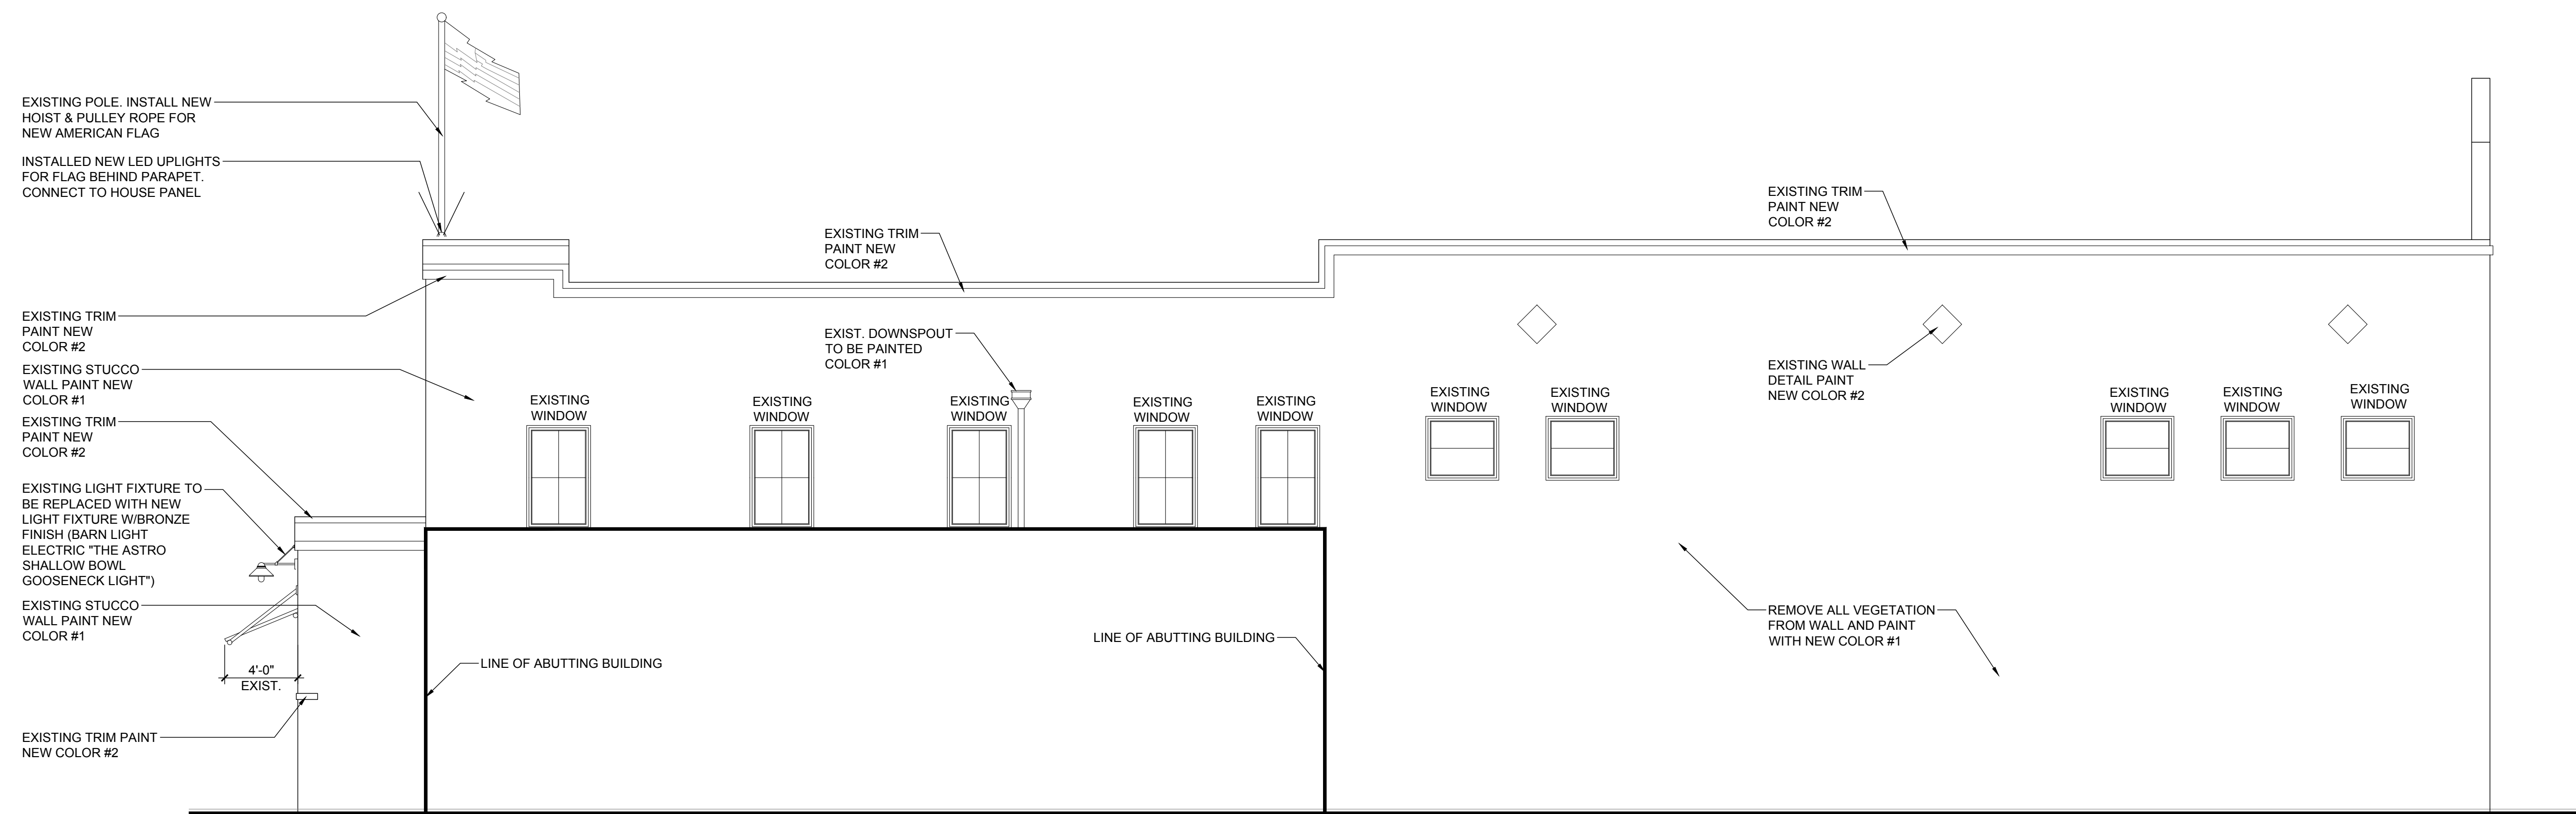 EXISTING POLE. INSTALL NEW
HOIST & PULLEY ROPE FOR
NEW AMERICAN FLAG
INSTALLED NEW LED UPLIGHTS
FOR FLAG BEHIND PARAPET.
CONNECT TO HOUSE PANEL
EXISTING TRIM
PAINT NEW
COLOR #2
EXISTING STUCCO
WALL PAINT NEW
COLOR #1
EXISTING TRIM
PAINT NEW
COLOR #2
EXISTING LIGHT FIXTURE TO
BE REPLACED WITH NEW
LIGHT FIXTURE W/BRONZE
FINISH (BARN LIGHT
ELECTRIC "THE ASTRO
SHALLOW BOWL
GOOSENECK LIGHT")
EXISTING STUCCO
WALL PAINT NEW
COLOR #1
4'-0"
EXIST.
EXISTING TRIM PAINT
NEW COLOR #2
EXISTING TRIM
PAINT NEW
COLOR #2
EXIST. DOWNSPOUT
TO BE PAINTED
COLOR #1
EXISTING
WINDOW
EXISTING
WINDOW
EXISTING
WINDOW
EXISTING
WINDOW
EXISTING
WINDOW
LINE OF ABUTTING BUILDING
LINE OF ABUTTING BUILDING
EXISTING TRIM
PAINT NEW
COLOR #2
EXISTING WALL
DETAIL PAINT
NEW COLOR #2
EXISTING
WINDOW
EXISTING
WINDOW
EXISTING
WINDOW
EXISTING
WINDOW
EXISTING
WINDOW
REMOVE ALL VEGETATION
FROM WALL AND PAINT
WITH NEW COLOR #1